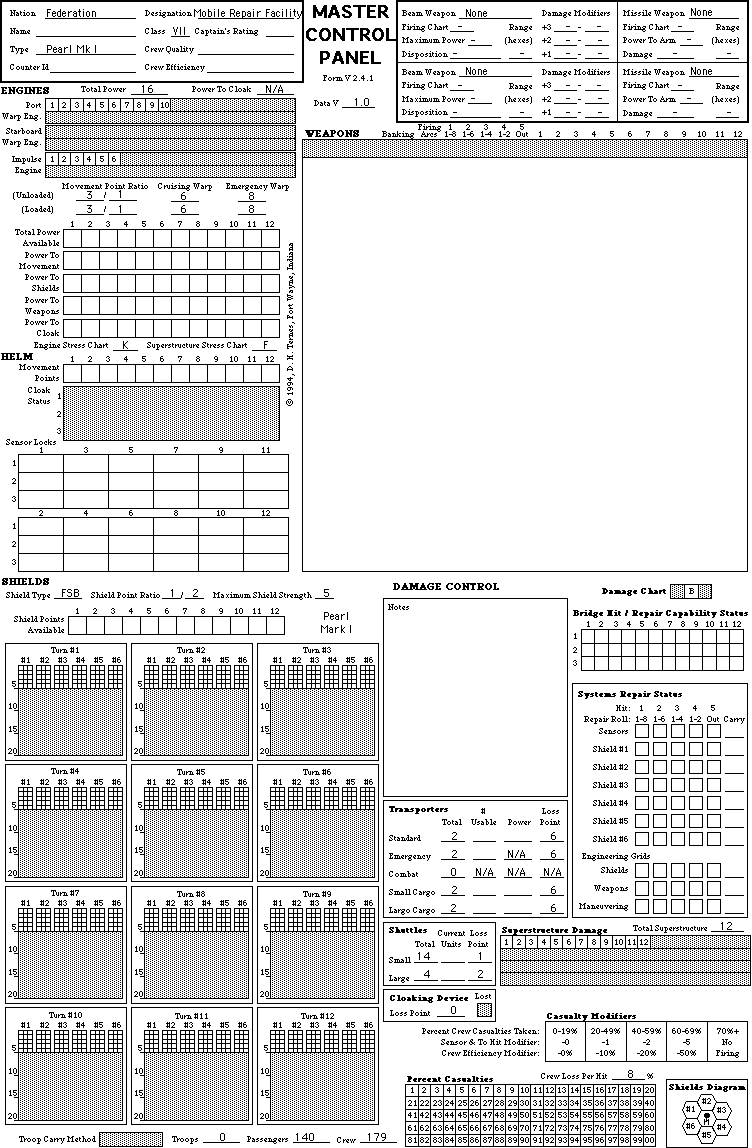 Nation Federation Designation Mobile Repair Facility
Name Class VII Captain's Rating
Type Pearl Mk I Crew Quality
Counter Id Crew Efficiency
MASTER
CONTROL
PANEL
Form V 2.4.1
Data V 1.0
Beam Weapon None Damage Modifiers Missile Weapon None
Firing Chart - Range +3 - - - Firing Chart - Range
Maximum Power - (hexes) +2 - - - Power To Arm - (hexes)
Disposition - +1 - - - Damage - -
Beam Weapon None Damage Modifiers Missile Weapon None
Firing Chart - Range +3 - - - Firing Chart - Range
Maximum Power - (hexes) +2 - - - Power To Arm - (hexes)
Disposition - +1 - - - Damage - -
ENGINES Total Power 16 Power To Cloak N/A
Port Warp Eng. 1 2 3 4 5 6 7 8 9 10
Starboard Warp Eng.
Impulse Engine 1 2 3 4 5 6
Movement Point Ratio Cruising Warp Emergency Warp
(Unloaded) 3 / 1 6 8
(Loaded) 3 / 1 6 8
1 2 3 4 5 6 7 8 9 10 11 12
Total Power Available
Power To Movement
Power To Shields
Power To Weapons
Power To Cloak
Engine Stress Chart K Superstructure Stress Chart F
© 1994, D. H. Ternes, Fort Wayne, Indiana
WEAPONS Banking Firing Arcs 1 1-8 2 1-6 3 1-4 4 1-2 5 Out 1 2 3 4 5 6 7 8 9 10 11 12
HELM
1 2 3 4 5 6 7 8 9 10 11 12
Movement Points
Cloak Status 1
2
3
Sensor Locks
1 3 5 7 9 11
1
2
3
2 4 6 8 10 12
1
2
3
SHIELDS
Shield Type FSB Shield Point Ratio 1 / 2 Maximum Shield Strength 5
1 2 3 4 5 6 7 8 9 10 11 12
Shield Points Available
Pearl
Mark I
Turn #1 Turn #2 Turn #3
#1 #2 #3 #4 #5 #6 #1 #2 #3 #4 #5 #6 #1 #2 #3 #4 #5 #6
5 5 5
10 10 10
15 15 15
20 20 20
Turn #4 Turn #5 Turn #6
#1 #2 #3 #4 #5 #6 #1 #2 #3 #4 #5 #6 #1 #2 #3 #4 #5 #6
5 5 5
10 10 10
15 15 15
20 20 20
Turn #7 Turn #8 Turn #9
#1 #2 #3 #4 #5 #6 #1 #2 #3 #4 #5 #6 #1 #2 #3 #4 #5 #6
5 5 5
10 10 10
15 15 15
20 20 20
Turn #10 Turn #11 Turn #12
#1 #2 #3 #4 #5 #6 #1 #2 #3 #4 #5 #6 #1 #2 #3 #4 #5 #6
5 5 5
10 10 10
15 15 15
20 20 20
Troop Carry Method Troops 0 Passengers 140 Crew 179
DAMAGE CONTROL
Notes
Damage Chart B
Bridge Hit / Repair Capability Status
1 2 3 4 5 6 7 8 9 10 11 12
1
2
3
Systems Repair Status
Hit: 1 2 3 4 5
Repair Roll: 1-8 1-6 1-4 1-2 Out Carry
Sensors
Shield #1
Shield #2
Shield #3
Shield #4
Shield #5
Shield #6
Engineering Grids
Shields
Weapons
Maneuvering
Transporters # Loss
Total Usable Power Point
Standard 2 6
Emergency 2 N/A 6
Combat 0 N/A N/A N/A
Small Cargo 2 6
Large Cargo 2 6
Shuttles Current Loss
Total Units Point
Small 14 1
Large 4 2
Superstructure Damage Total Superstructure 12
1 2 3 4 5 6 7 8 9 10 11 12
Cloaking Device Lost
Loss Point 0
Casualty Modifiers
Percent Crew Casualties Taken: 0-19% 20-49% 40-59% 60-69% 70%+
Sensor & To Hit Modifier: -0 -1 -2 -5 No
Crew Efficiency Modifier: -0% -10% -20% -50% Firing
Percent Casualties Crew Loss Per Hit 8 %
1 2 3 4 5 6 7 8 9 10 11 12 13 14 15 16 17 18 19 20
21 22 23 24 25 26 27 28 29 30 31 32 33 34 35 36 37 38 39 40
41 42 43 44 45 46 47 48 49 50 51 52 53 54 55 56 57 58 59 60
61 62 63 64 65 66 67 68 69 70 71 72 73 74 75 76 77 78 79 80
81 82 83 84 85 86 87 88 89 90 91 92 93 94 95 96 97 98 99 00
Shields Diagram
#2
#1 #3
M
#6 #4
#5